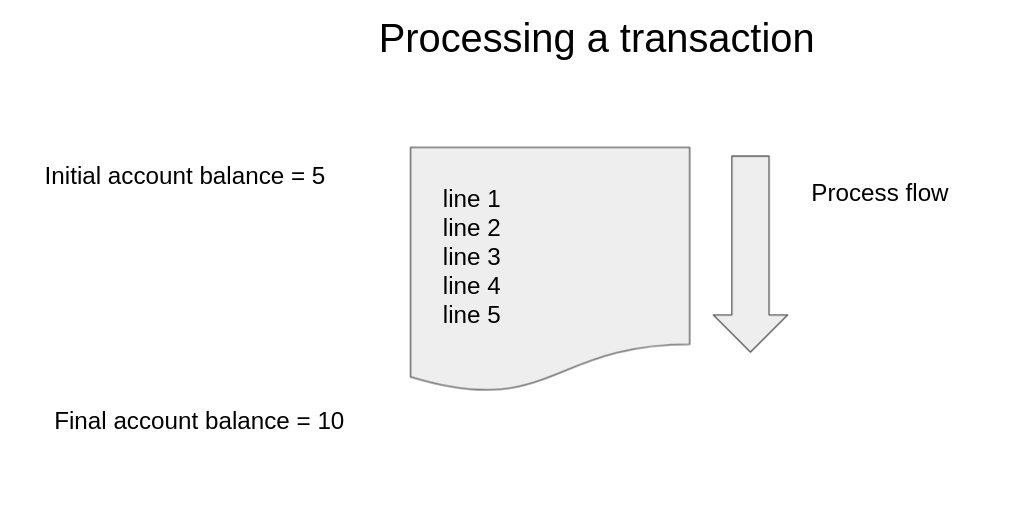 Processing a transaction
Initial account balance = 5
line 1
line 2
line 3
line 4
line 5
Process flow
Final account balance = 10